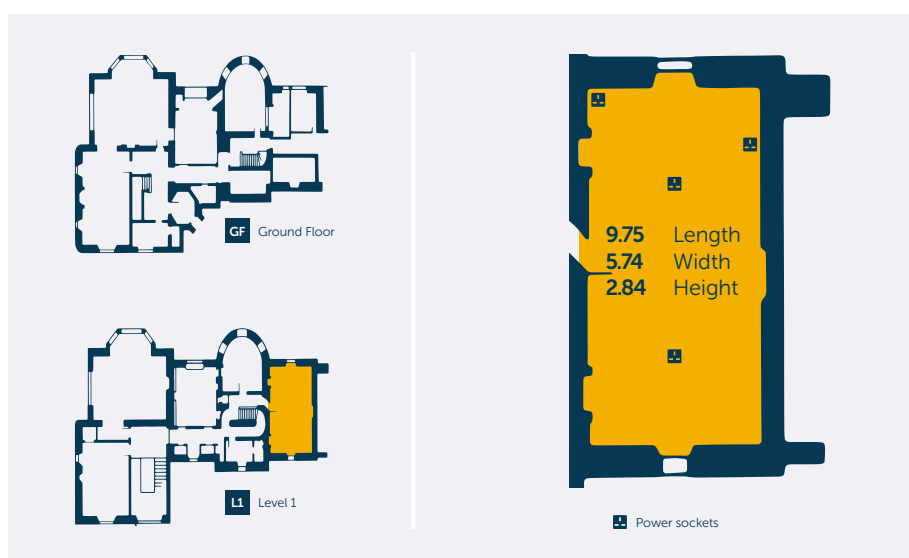 GF Ground Floor
L1 Level 1
9.75 Length
5.74 Width
2.84 Height
Power sockets